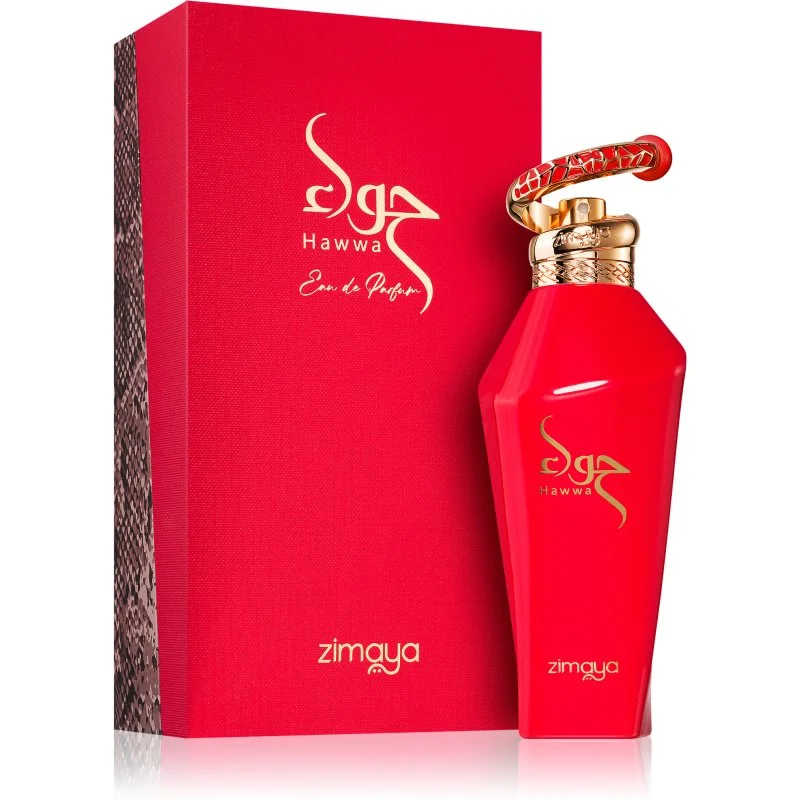 حواء
Hawwa
Eau de Parfum
zimaya
حواء
Hawwa
zimaya